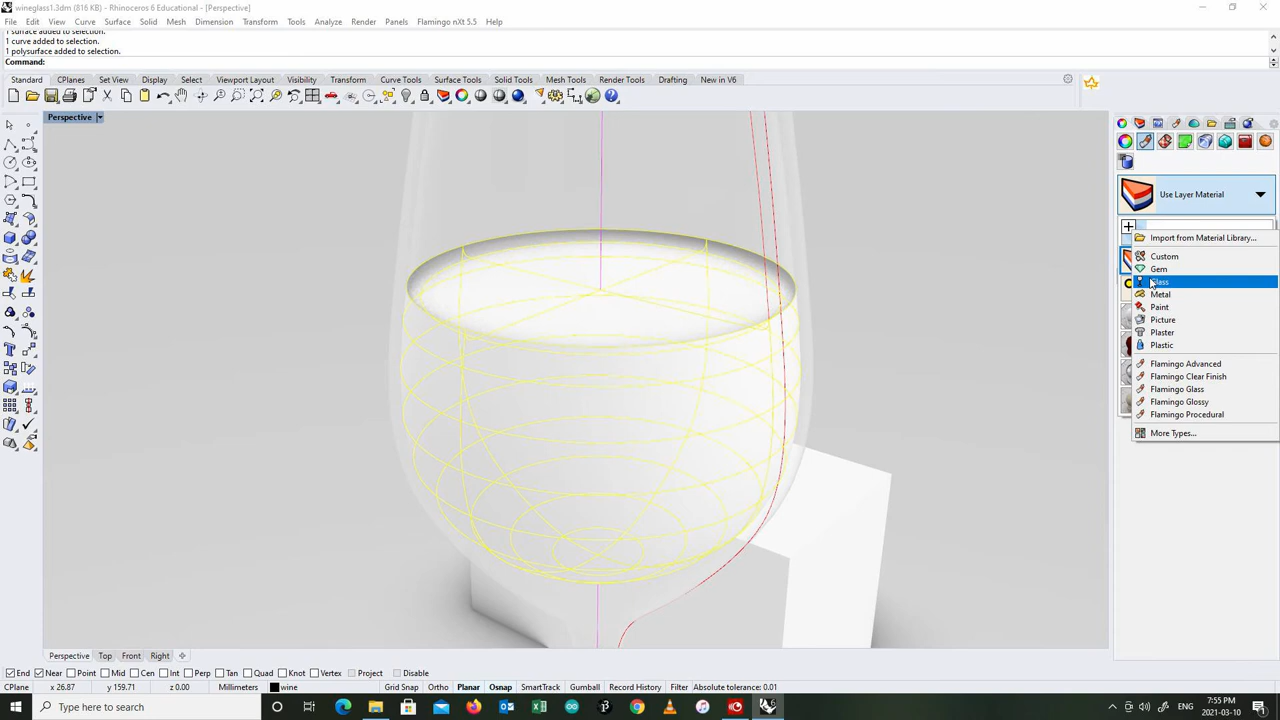 wineglass1.3dm (816 KB) - Rhinoceros 6 Educational - [Perspective]
File Edit View Curve Surface Solid Mesh Dimension Transform Tools Analyze Render Panels Flamingo nXt 5.5 Help
1 surface added to selection.
1 curve added to selection.
1 polysurface added to selection.
Command:
Standard CPlanes Set View Display Select Viewport Layout Visibility Transform Curve Tools Surface Tools Solid Tools Mesh Tools Render Tools Drafting New in V6
Perspective
Use Layer Material
Import from Material Library...
Custom
Gem
Glass
Metal
Paint
Picture
Plaster
Plastic
Flamingo Advanced
Flamingo Clear Finish
Flamingo Glass
Flamingo Glossy
Flamingo Procedural
More Types...
Perspective Top Front Right
End Near Point Mid Cen Int Perp Tan Quad Knot Vertex Project Disable
CPlane x 26.87 y 159.71 z 0.00 Millimeters wine Grid Snap Ortho Planar Osnap SmartTrack Gumball Record History Filter Absolute tolerance: 0.01
Type here to search
ENG
7:55 PM
2021-03-10